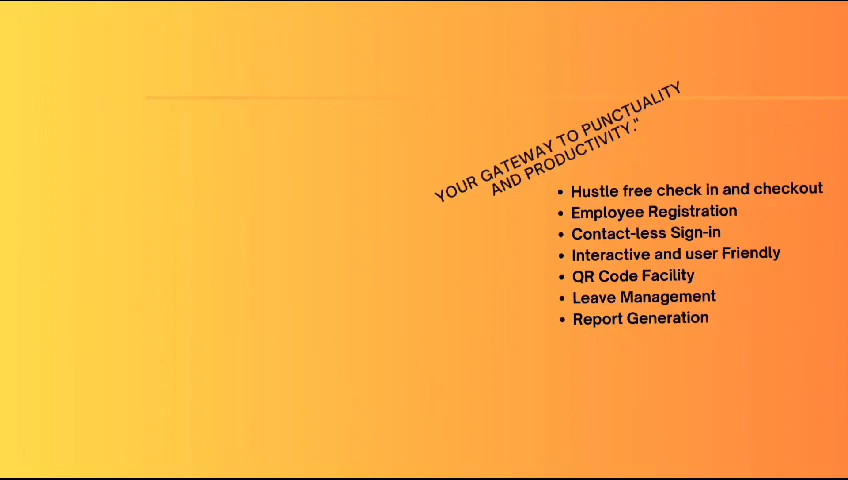 YOUR GATEWAY TO PUNCTUALITY
AND PRODUCTIVITY."
• Hustle free check in and checkout
• Employee Registration
• Contact-less Sign-in
• Interactive and user Friendly
• QR Code Facility
• Leave Management
• Report Generation